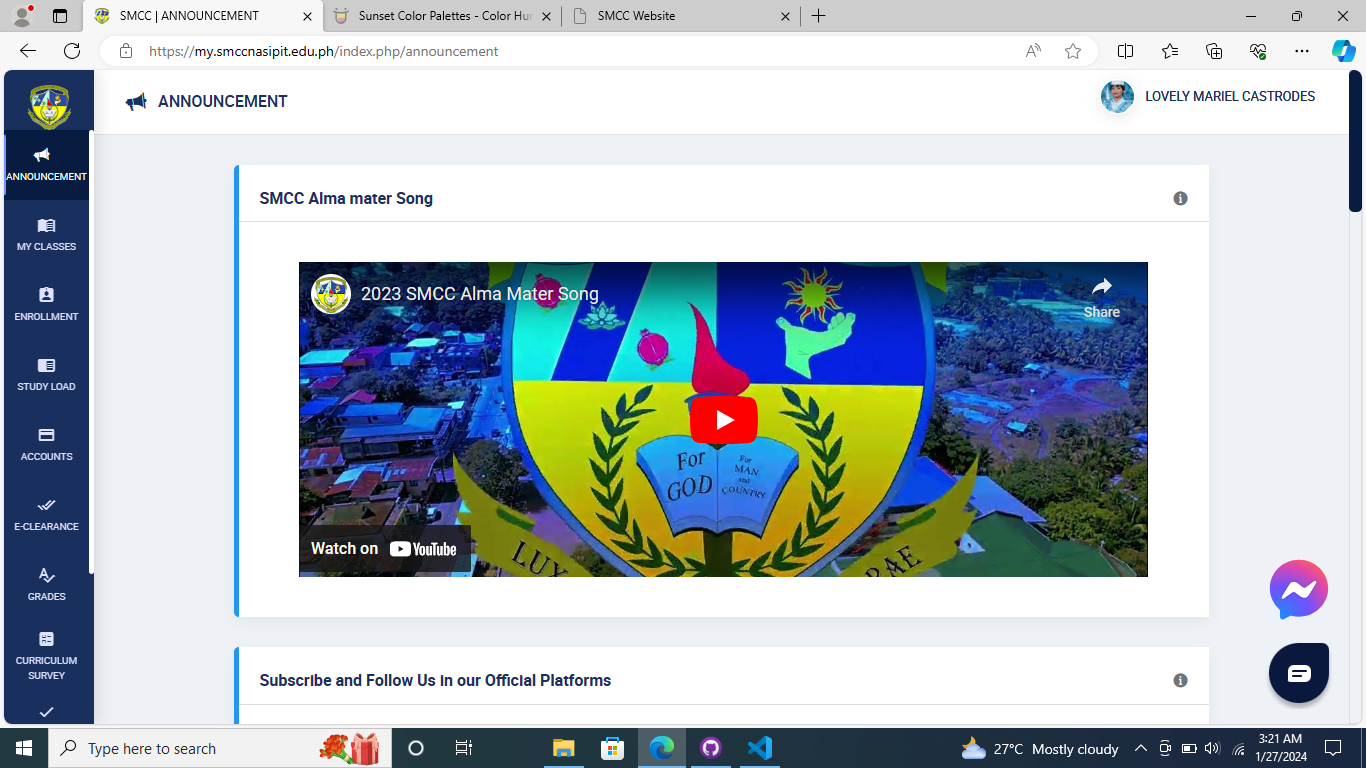 SMCC | ANNOUNCEMENT
Sunset Color Palettes - Color Hun
SMCC Website
https://my.smccnasipit.edu.ph/index.php/announcement
ANNOUNCEMENT
LOVELY MARIEL CASTRODES
ANNOUNCEMENT
MY CLASSES
ENROLLMENT
STUDY LOAD
ACCOUNTS
E-CLEARANCE
GRADES
CURRICULUM
SURVEY
SMCC Alma mater Song
2023 SMCC Alma Mater Song
Share
For
GOD
For
MAN
and
COUNTRY
LUX
RAE
Watch on YouTube
Subscribe and Follow Us in our Official Platforms
Type here to search
27°C Mostly cloudy
3:21 AM
1/27/2024